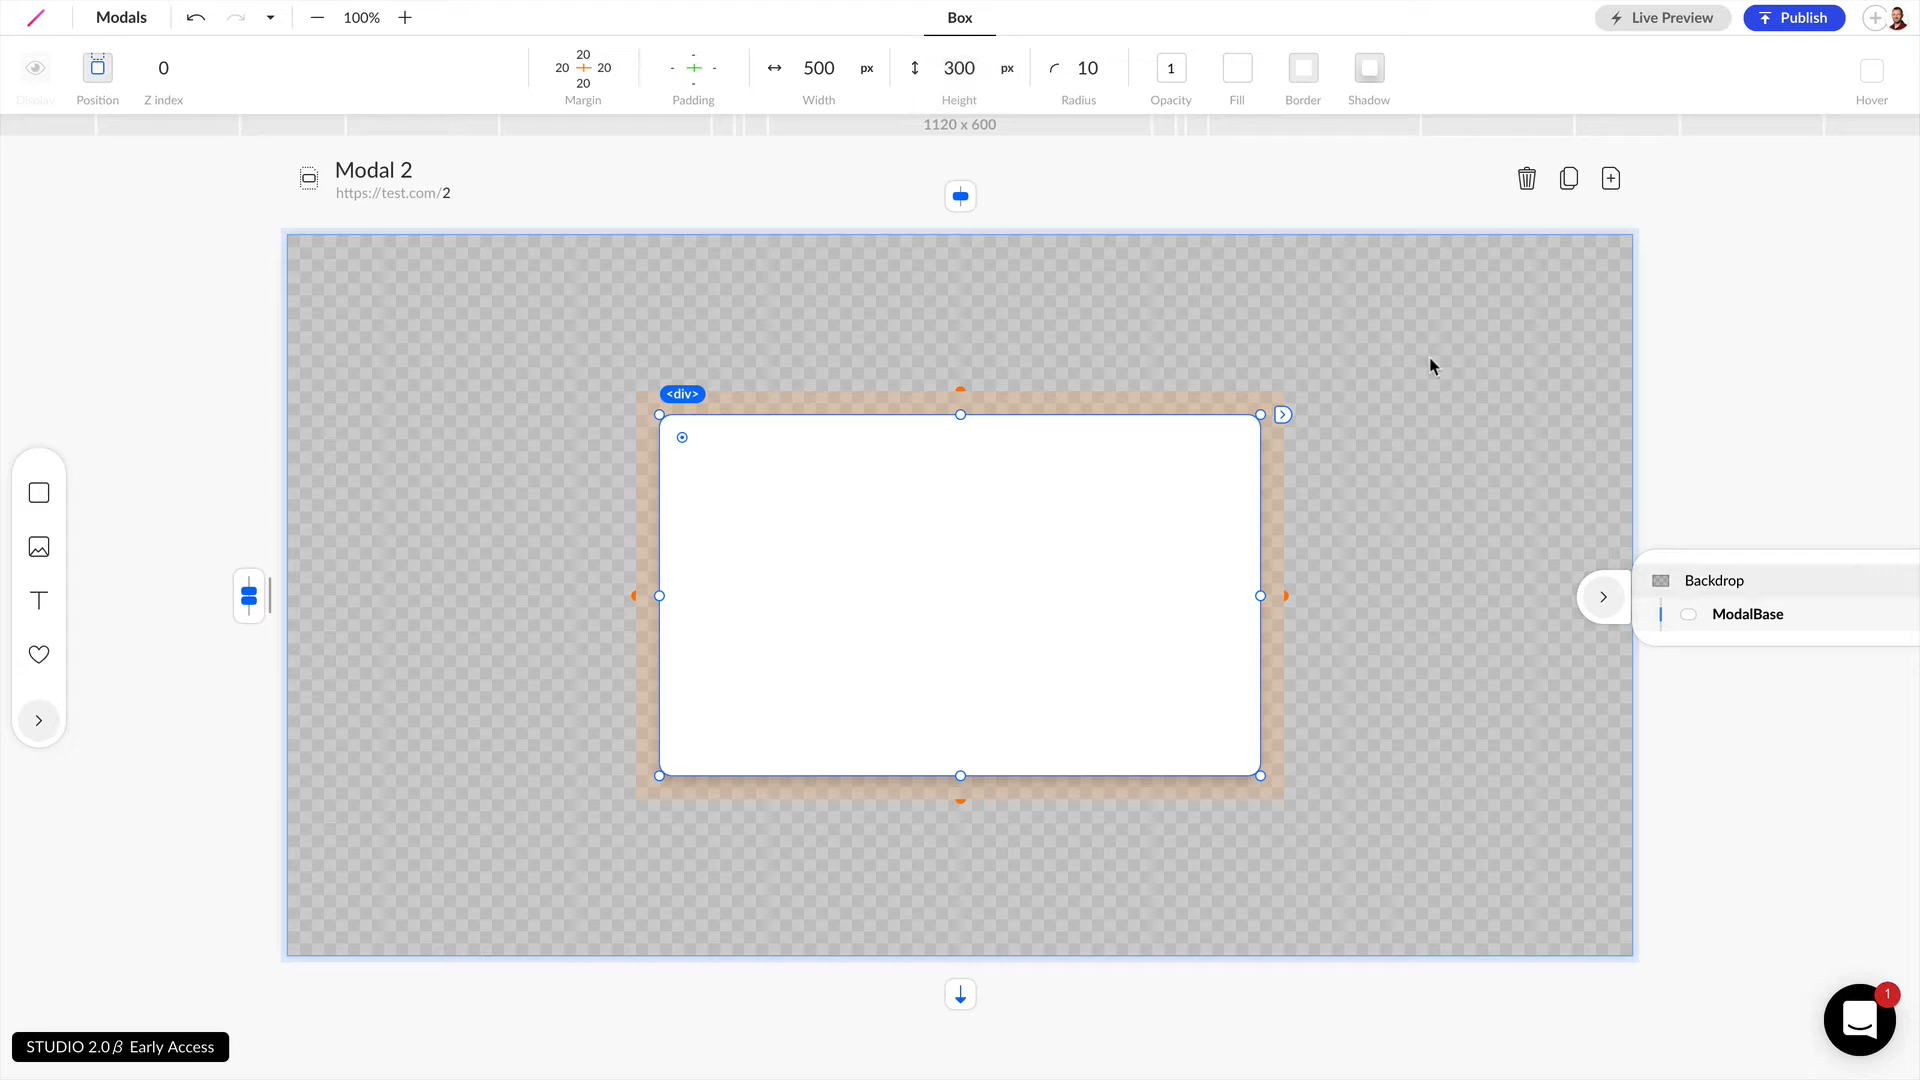 Modals
100%
Box
Live Preview
Publish
Display
Position
0
Z index
20
20
20
20
Margin
-
-
-
-
Padding
500
px
Width
300
px
Height
10
Radius
1
Opacity
Fill
Border
Shadow
Hover
1120 x 600
Modal 2
https://test.com/2
<div>
Backdrop
ModalBase
1
STUDIO 2.0 β Early Access